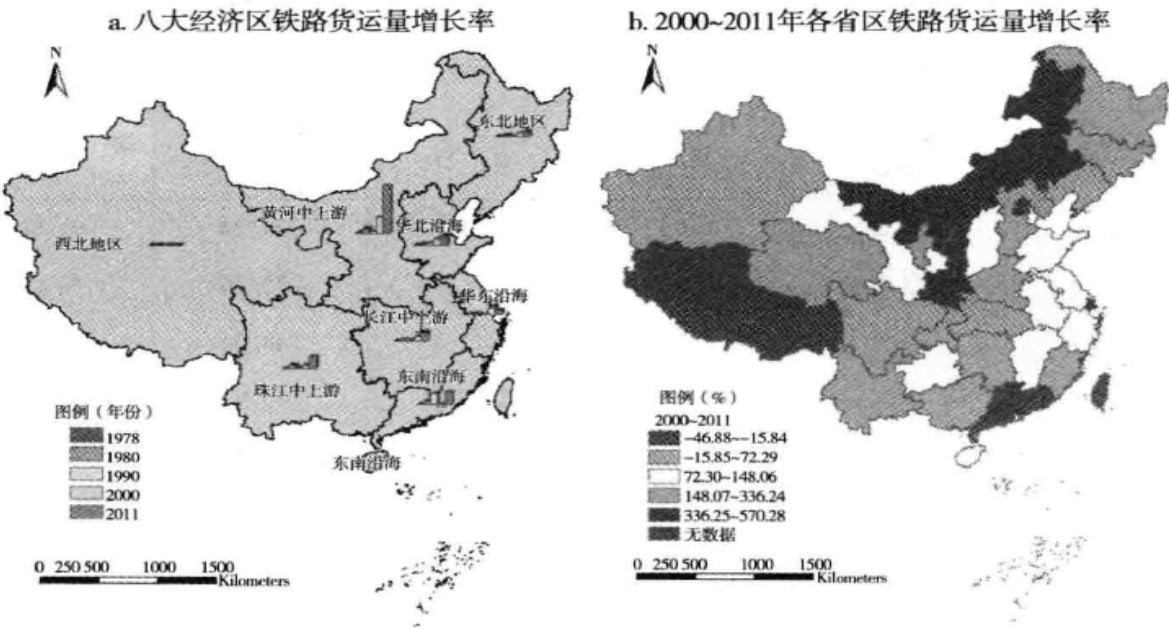 a. 八大经济区铁路货运量增长率
N
东北地区
黄河中上游
华北沿海
西北地区
华东沿海
长江中上游
东南沿海
珠江中上游
图例（年份）
1978
1980
1990
2000
2011
东南沿海
0 250 500 1000 1500
Kilometers
b. 2000~2011年各省区铁路货运量增长率
N
图例（%）
2000~2011
-46.88~-15.84
-15.85~72.29
72.30~148.06
148.07~336.24
336.25~570.28
无数据
0 250 500 1000 1500
Kilometers